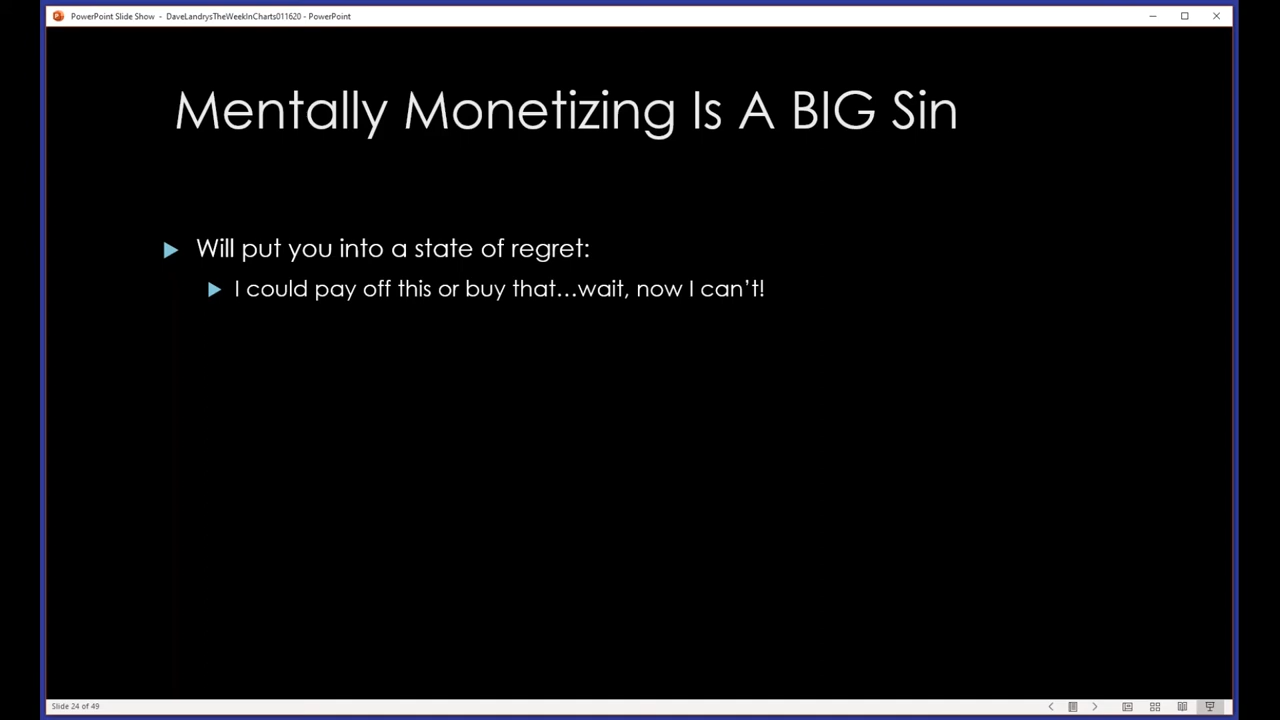 PowerPoint Slide Show - DaveLandrysTheWeekInCharts011620 - PowerPoint
Mentally Monetizing Is A BIG Sin
Will put you into a state of regret:
I could pay off this or buy that…wait, now I can’t!
Slide 24 of 49